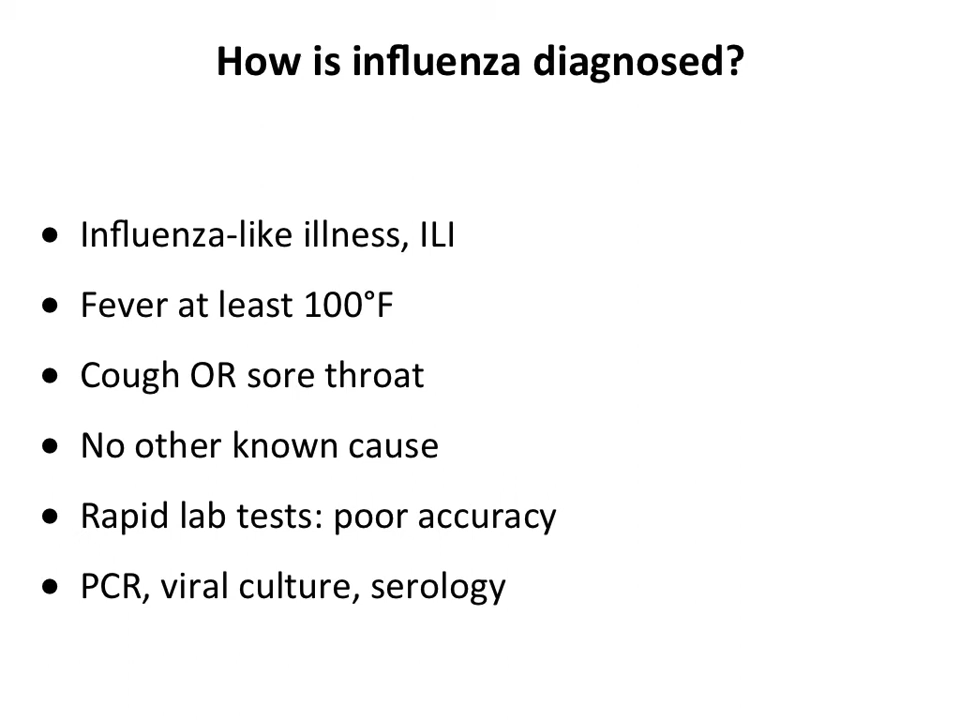 How is influenza diagnosed?
● Influenza-like illness, ILI
● Fever at least 100°F
● Cough OR sore throat
● No other known cause
● Rapid lab tests: poor accuracy
● PCR, viral culture, serology